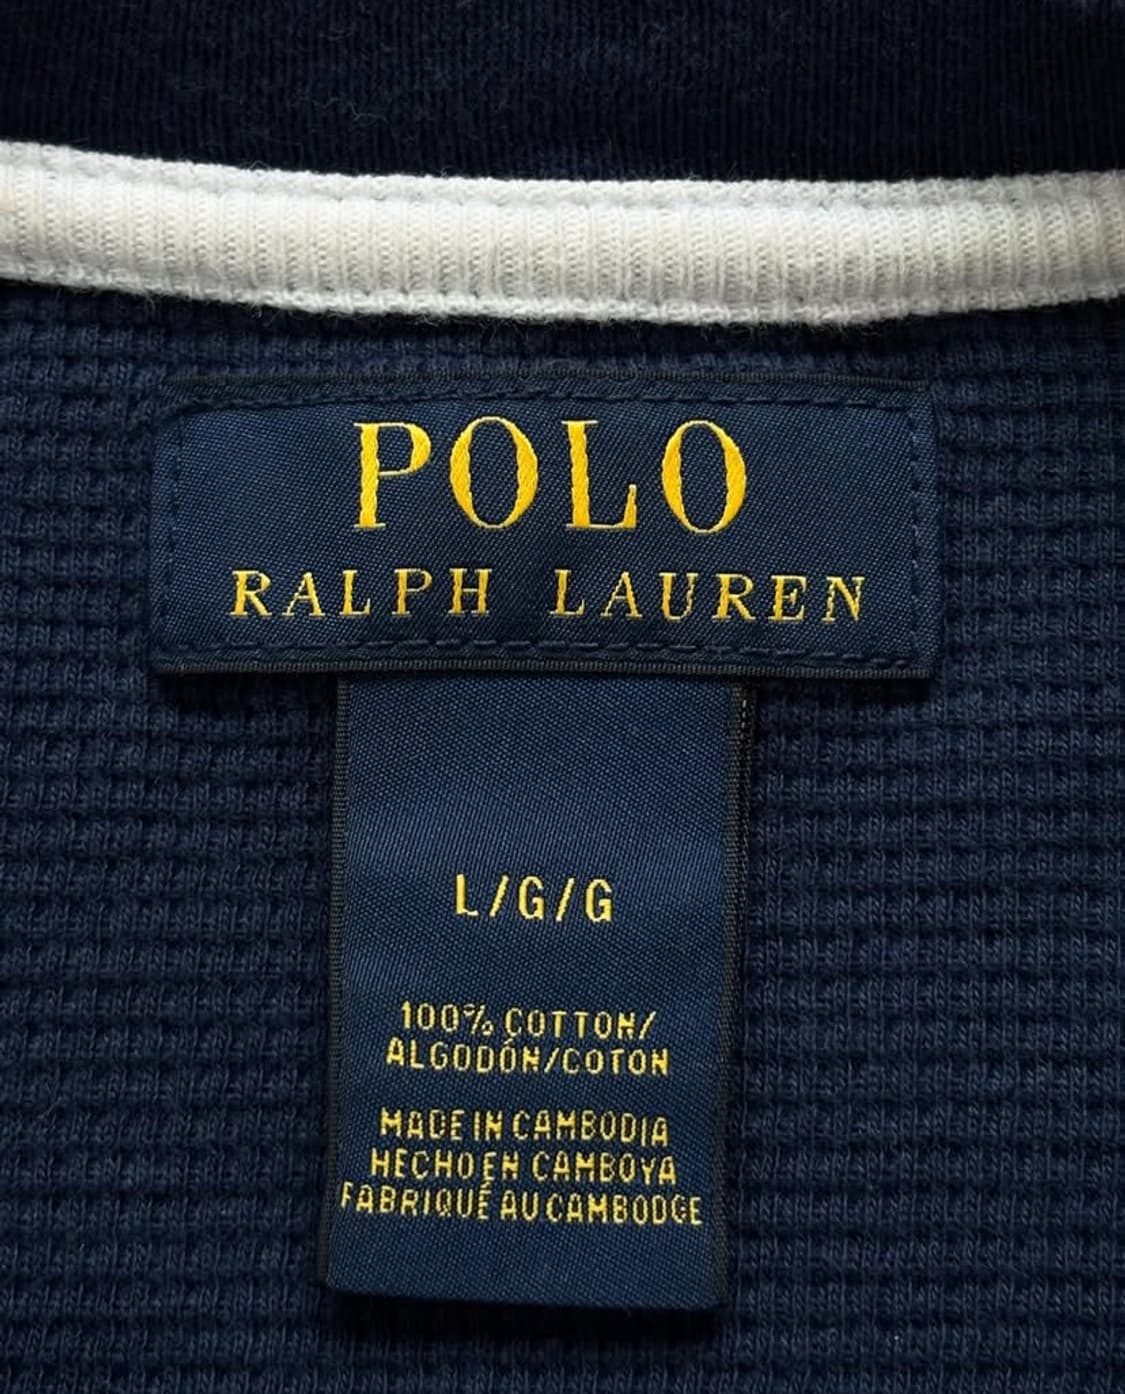 POLO
RALPH LAUREN
L/G/G
100% COTTON/
ALGODÓN/COTON
MADE IN CAMBODIA
HECHO EN CAMBOYA
FABRIQUÉ AU CAMBODGE